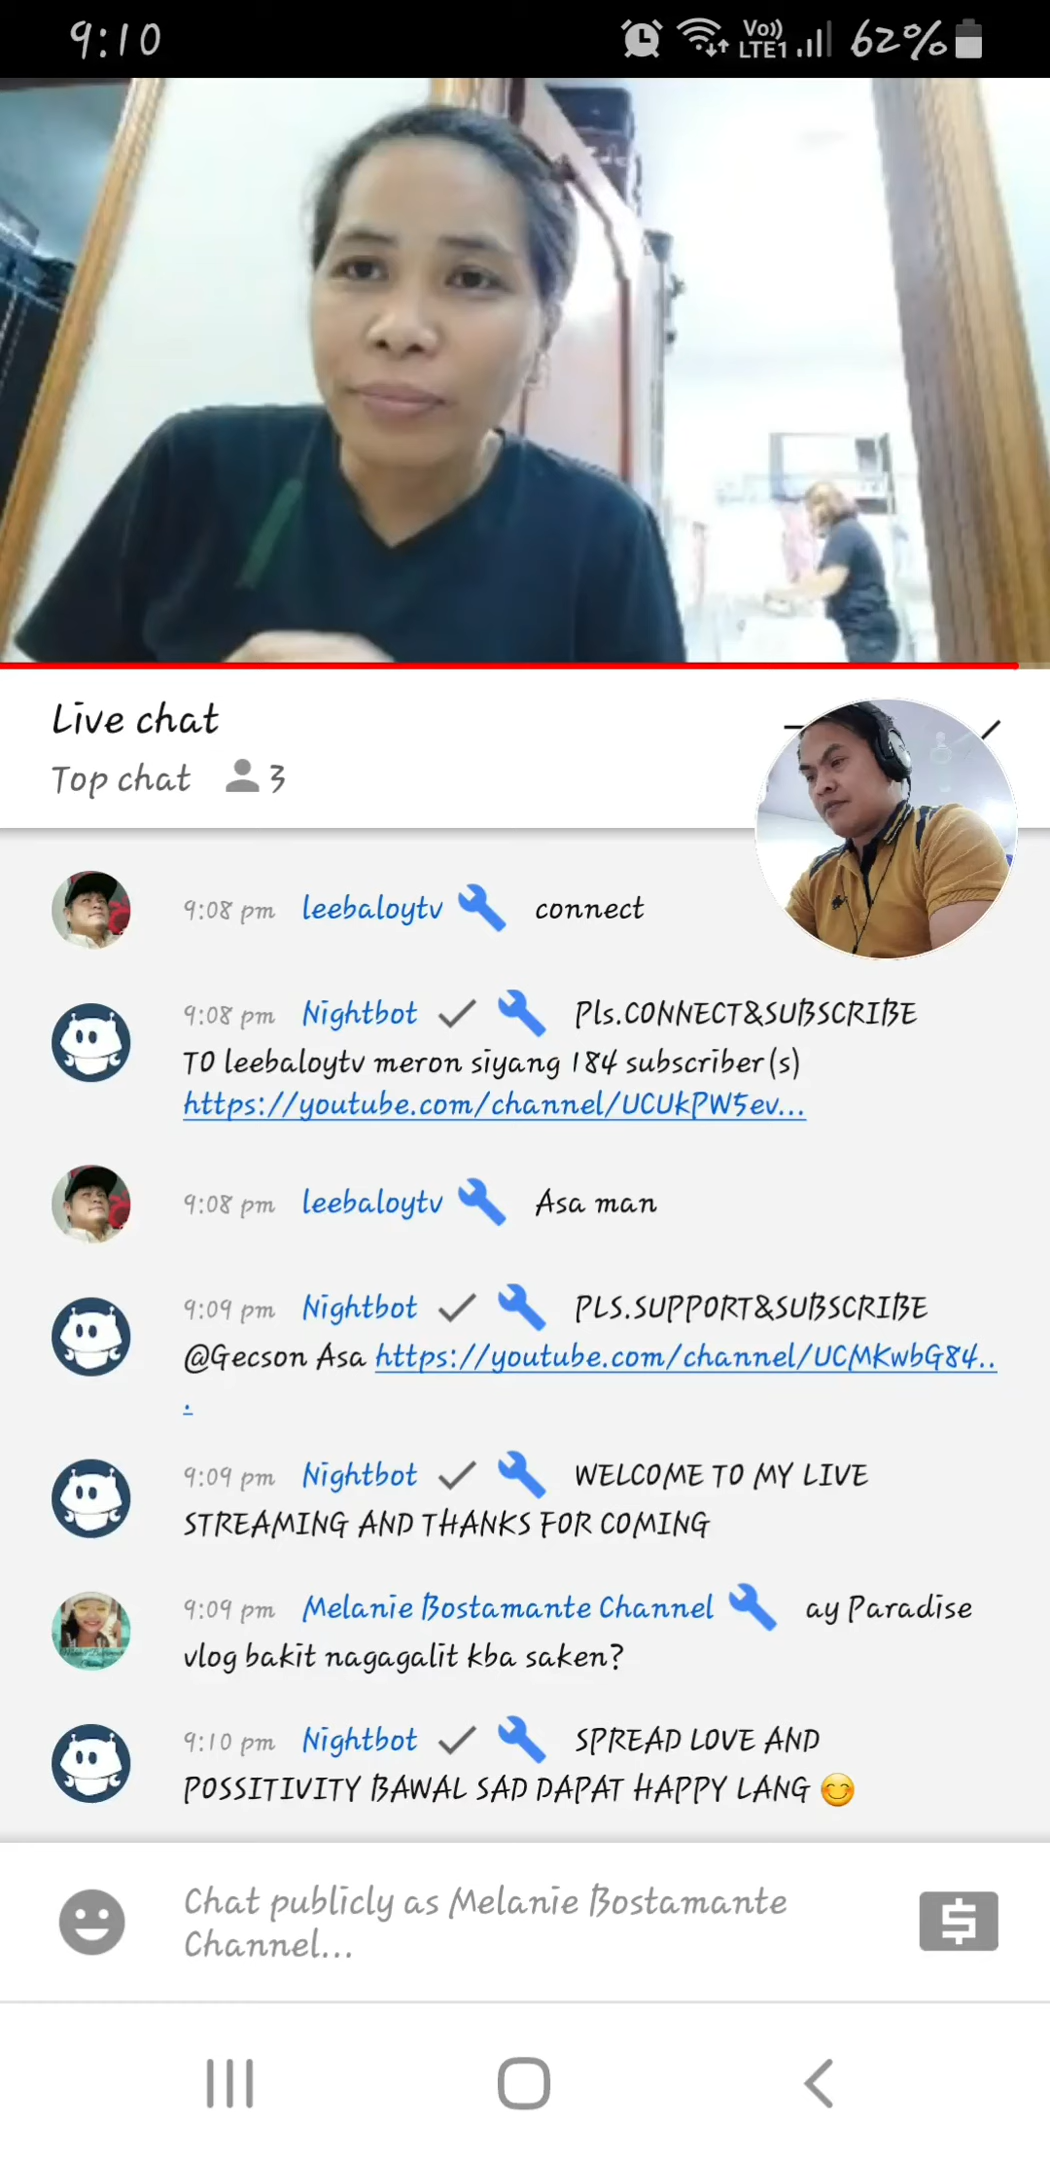 9:10 Vo)) LTE1 62%
Live chat
Top chat 3
9:08 pm leebaloytv connect
9:08 pm Nightbot Pls.CONNECT&SUBSCRIBE
TO leebaloytv meron siyang 184 subscriber(s)
https://youtube.com/channel/UCUkPW5ev...
9:08 pm leebaloytv Asa man
9:09 pm Nightbot PLS.SUPPORT&SUBSCRIBE
@Gecson Asa https://youtube.com/channel/UCMKwbG84..
.
9:09 pm Nightbot WELCOME TO MY LIVE
STREAMING AND THANKS FOR COMING
9:09 pm Melanie Bostamante Channel ay Paradise
vlog bakit nagagalit kba saken?
9:10 pm Nightbot SPREAD LOVE AND
POSSITIVITY BAWAL SAD DAPAT HAPPY LANG 😊
Chat publicly as Melanie Bostamante
Channel...